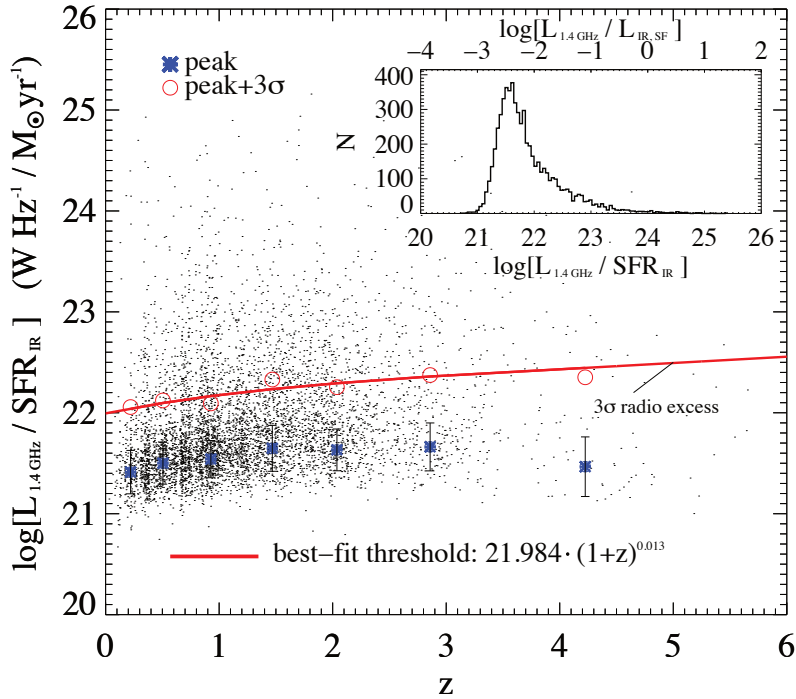 log[L1.4 GHz / LIR, SF]
−4 −3 −2 −1 0 1 2
peak
peak+3σ
N
400
300
200
100
0
20 21 22 23 24 25 26
log[L1.4 GHz / SFRIR]
log[L1.4 GHz / SFRIR] (W Hz-1 / M⊙yr-1)
26
25
24
23
22
21
20
3σ radio excess
best−fit threshold: 21.984· (1+z)0.013
0 1 2 3 4 5 6
z